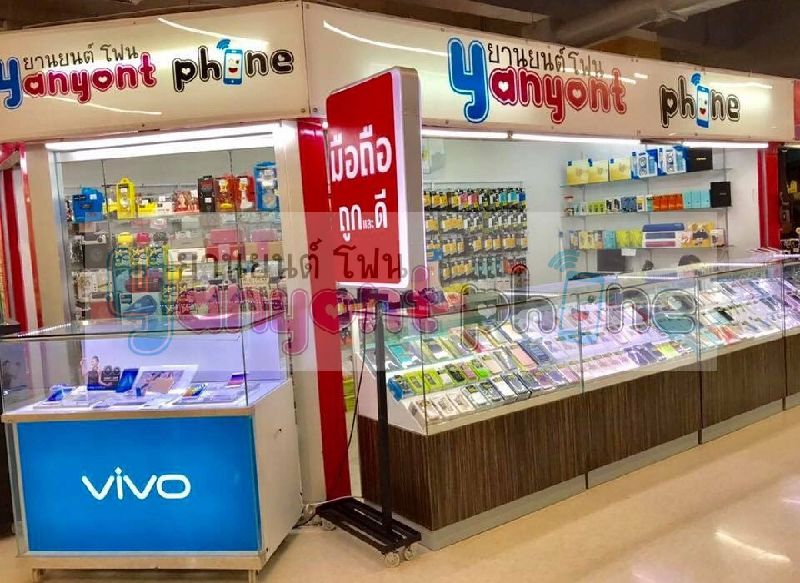 ยานยนต์ โฟน
yanyont phone
ยานยนต์ โฟน
yanyont phone
มือถือ
ถูกและดี
ยานยนต์ โฟน
yanyont phone
vivo